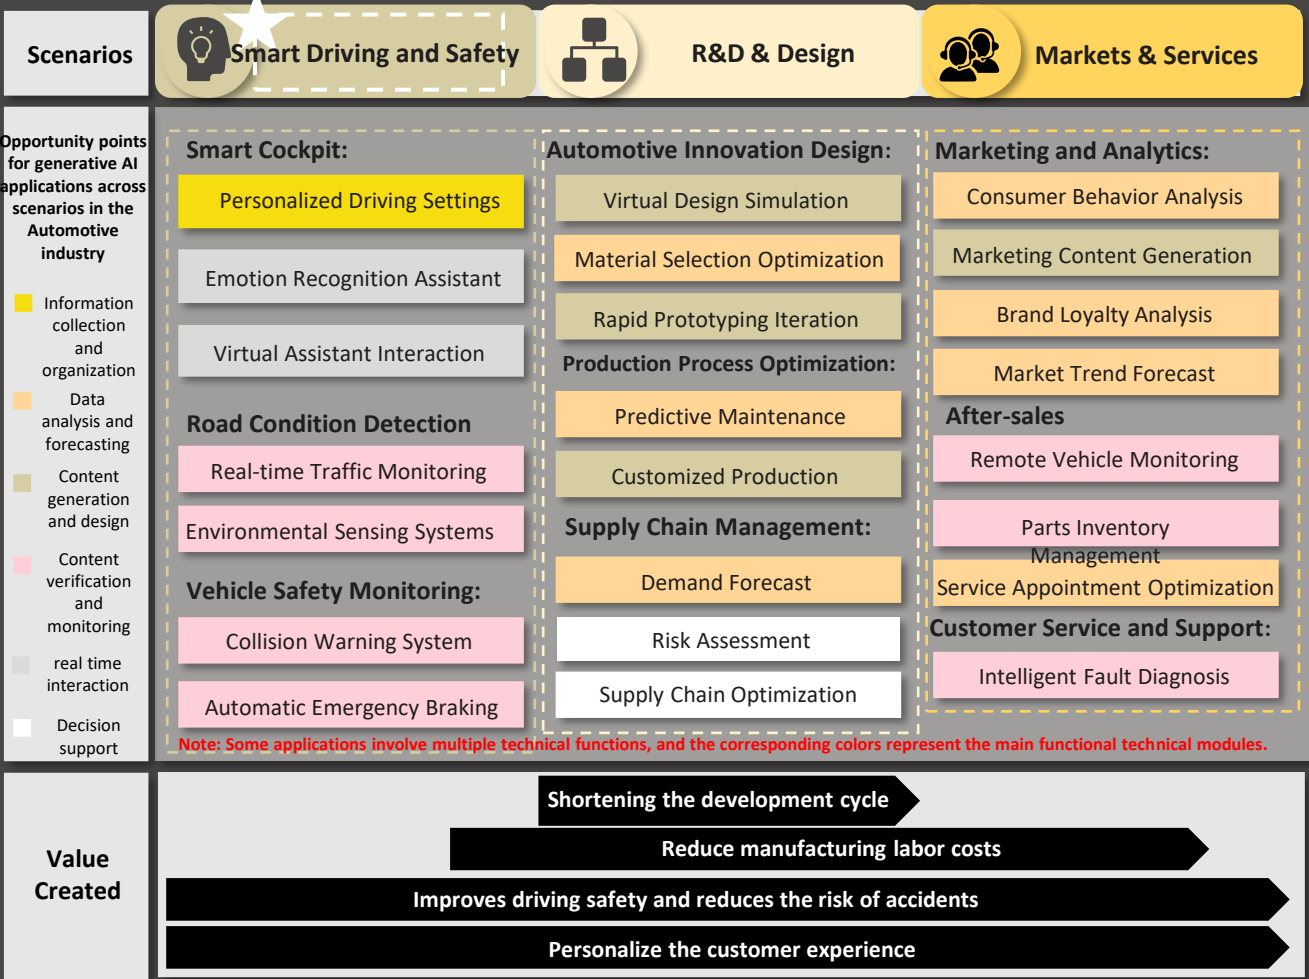 Scenarios
Smart Driving and Safety
R&D & Design
Markets & Services
Opportunity points
for generative AI
applications across
scenarios in the
Automotive
industry
Information
collection
and
organization
Data
analysis and
forecasting
Content
generation
and design
Content
verification
and
monitoring
real time
interaction
Decision
support
Smart Cockpit:
Personalized Driving Settings
Emotion Recognition Assistant
Virtual Assistant Interaction
Road Condition Detection
Real-time Traffic Monitoring
Environmental Sensing Systems
Vehicle Safety Monitoring:
Collision Warning System
Automatic Emergency Braking
Automotive Innovation Design:
Virtual Design Simulation
Material Selection Optimization
Rapid Prototyping Iteration
Production Process Optimization:
Predictive Maintenance
Customized Production
Supply Chain Management:
Demand Forecast
Risk Assessment
Supply Chain Optimization
Marketing and Analytics:
Consumer Behavior Analysis
Marketing Content Generation
Brand Loyalty Analysis
Market Trend Forecast
After-sales
Remote Vehicle Monitoring
Parts Inventory
Management
Service Appointment Optimization
Customer Service and Support:
Intelligent Fault Diagnosis
Note: Some applications involve multiple technical functions, and the corresponding colors represent the main functional technical modules.
Value
Created
Shortening the development cycle
Reduce manufacturing labor costs
Improves driving safety and reduces the risk of accidents
Personalize the customer experience